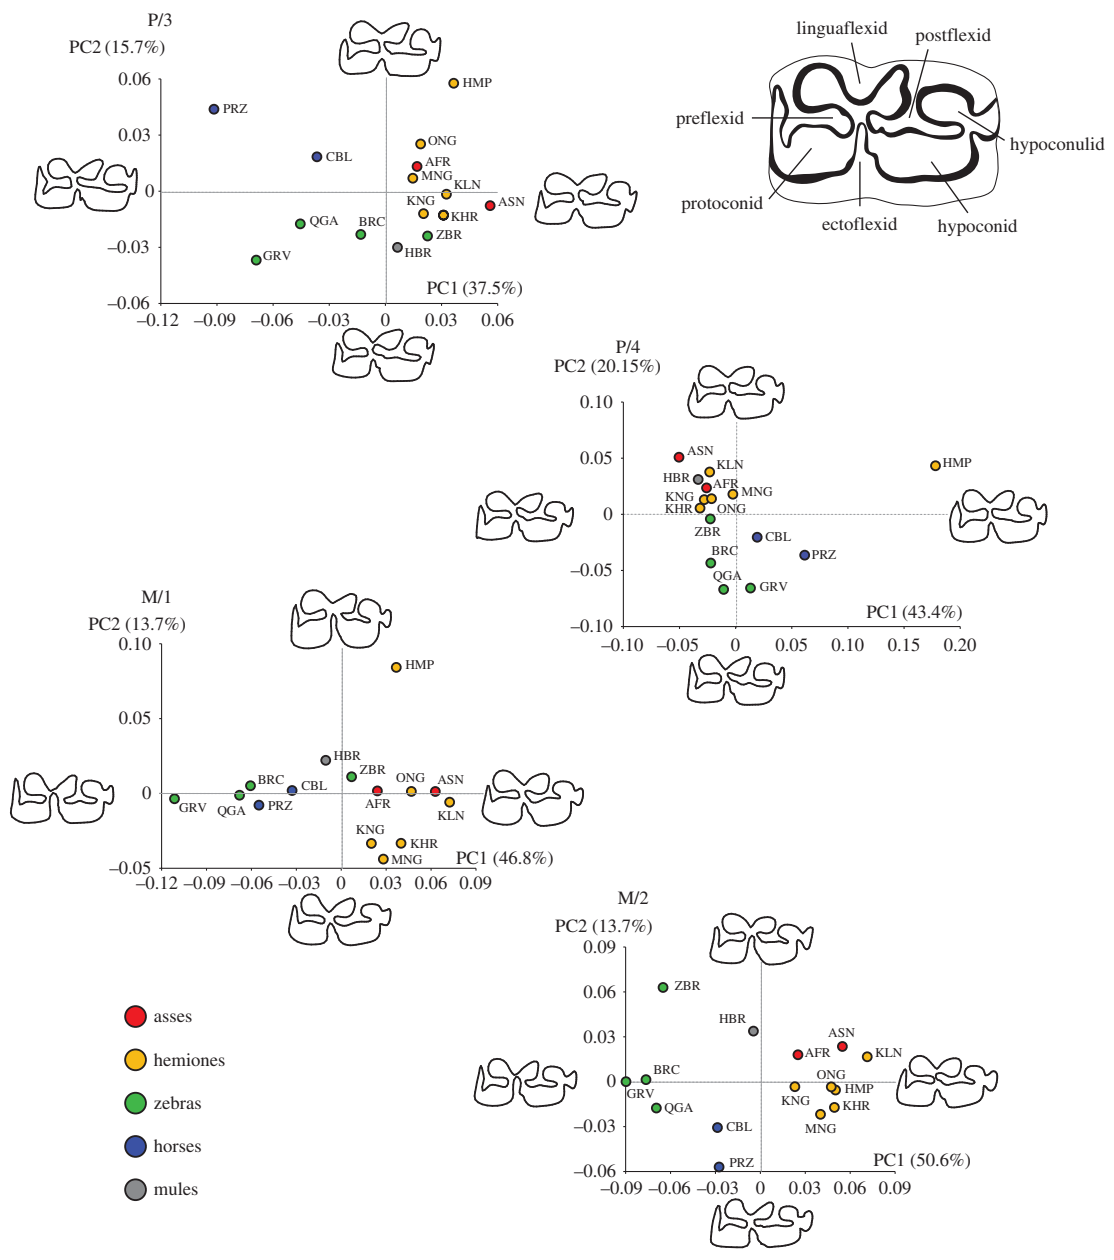 P/3
PC2 (15.7%)
0.06
0.03
0
–0.03
–0.06
–0.12 –0.09 –0.06 –0.03 0 0.03 0.06
PC1 (37.5%)
HMP
PRZ
ONG
CBL
AFR
MNG
KLN
ASN
KNG
KHR
QGA
BRC
ZBR
HBR
GRV
linguaflexid
postflexid
preflexid
hypoconulid
protoconid
ectoflexid
hypoconid
P/4
PC2 (20.15%)
0.10
0.05
0
–0.05
–0.10
–0.10 –0.05 0 0.05 0.10 0.15 0.20
PC1 (43.4%)
ASN
KLN
HMP
HBR
AFR
MNG
KNG
KHR
ONG
ZBR
CBL
BRC
PRZ
QGA
GRV
M/1
PC2 (13.7%)
0.10
0.05
0
–0.05
–0.12 –0.09 –0.06 –0.03 0 0.03 0.06 0.09
PC1 (46.8%)
HMP
HBR
ZBR
BRC
CBL
ONG
ASN
GRV
QGA
PRZ
AFR
KLN
KNG
KHR
MNG
M/2
PC2 (13.7%)
0.09
0.06
0.03
0
–0.03
–0.06
–0.09 –0.06 –0.03 0 0.03 0.06 0.09
PC1 (50.6%)
ZBR
HBR
ASN
AFR
KLN
BRC
ONG
GRV
KNG
HMP
QGA
KHR
CBL
MNG
PRZ
asses
hemiones
zebras
horses
mules